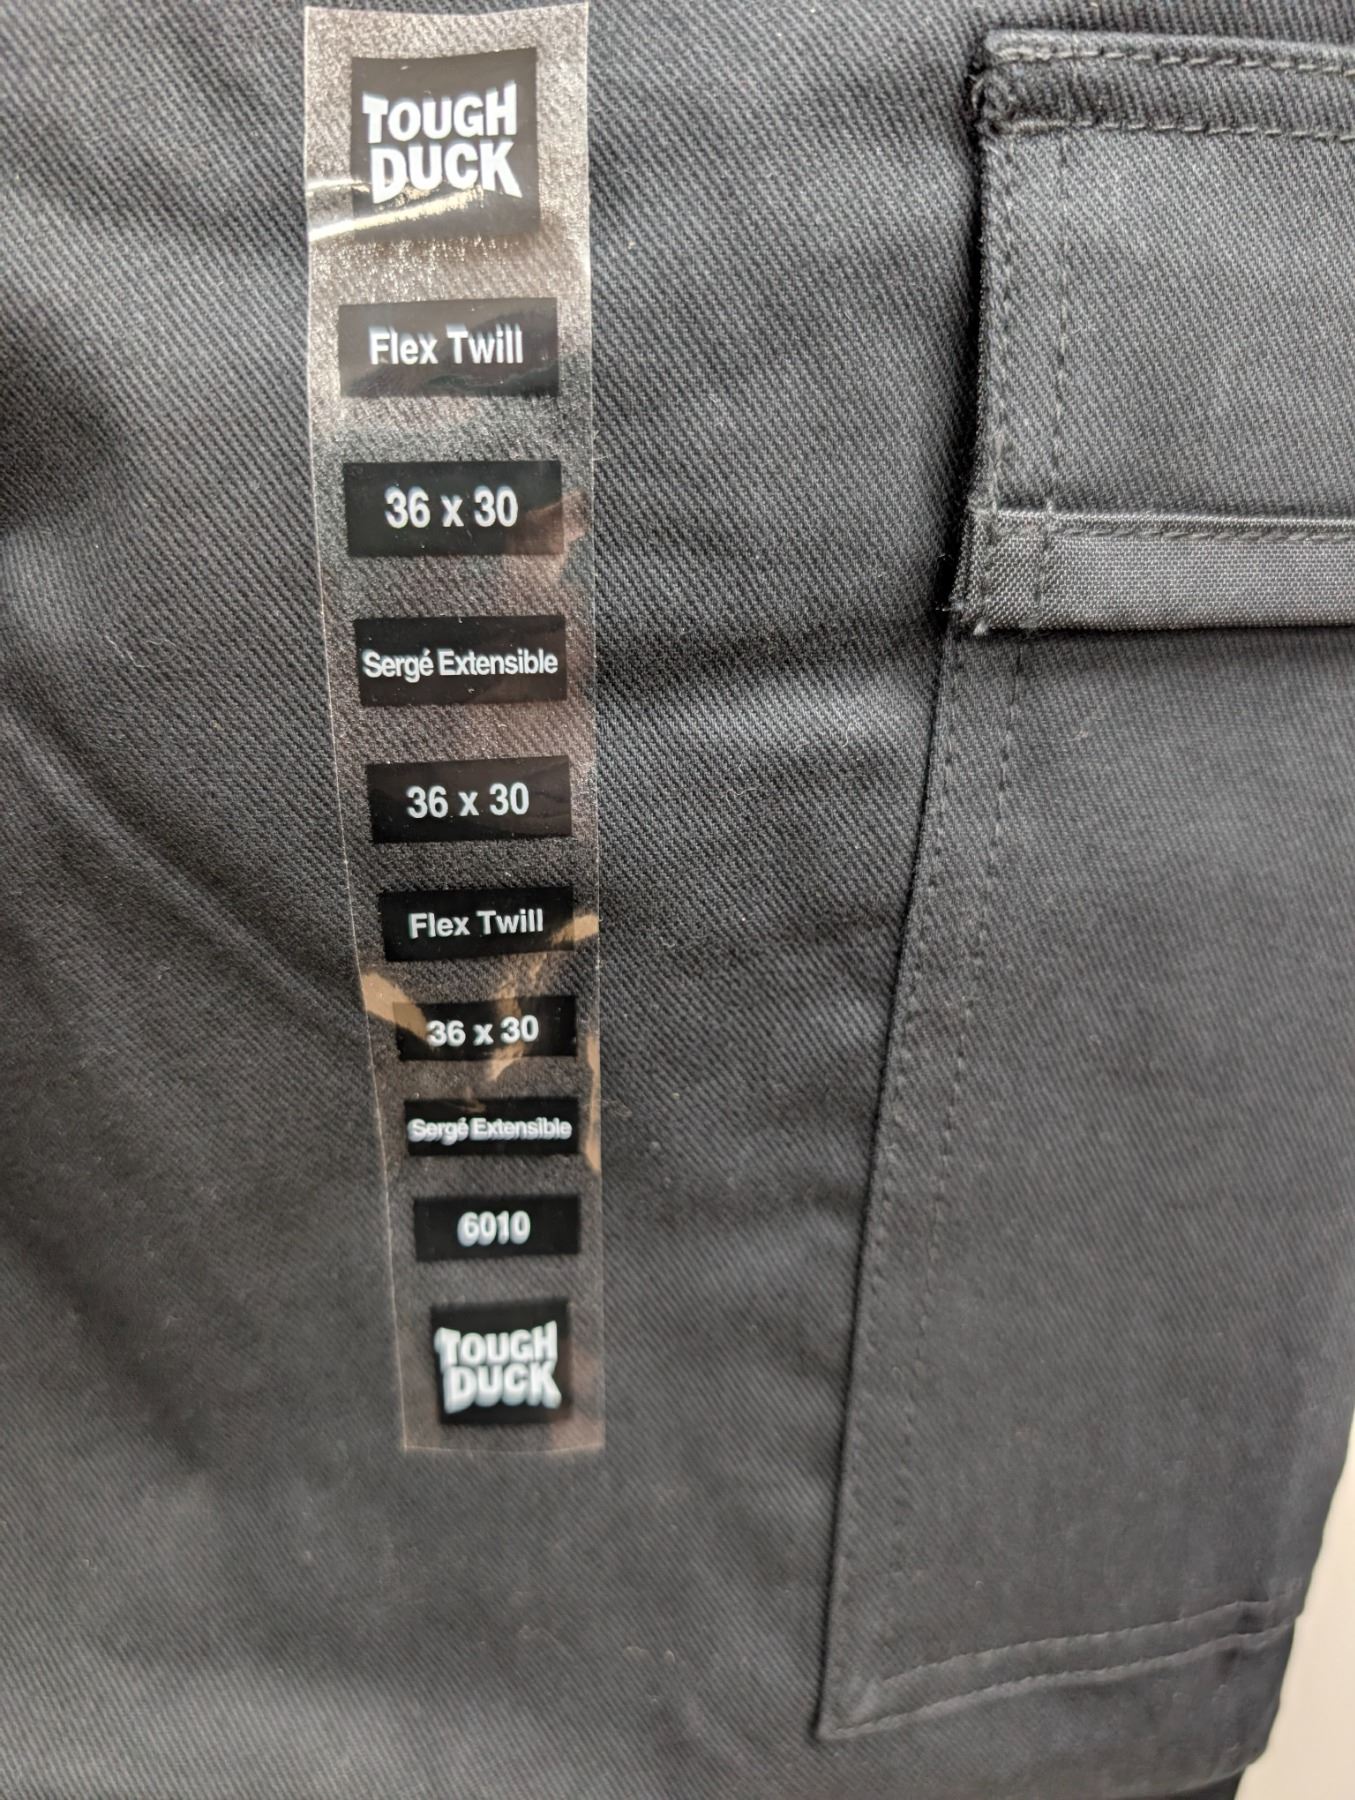 TOUGH
DUCK
Flex Twill
36 x 30
Sergé Extensible
36 x 30
Flex Twill
36 x 30
Sergé Extensible
6010
TOUGH
DUCK